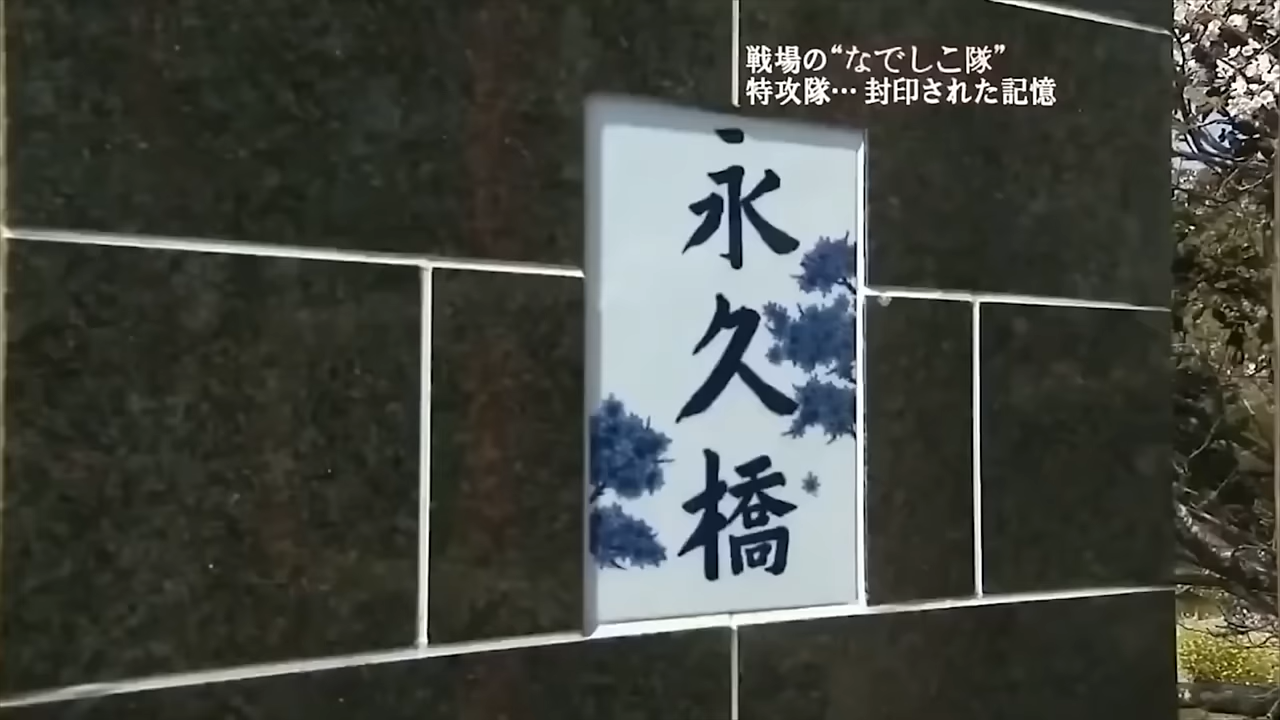 戦場の“なでしこ隊”
特攻隊…封印された記憶
永久橋